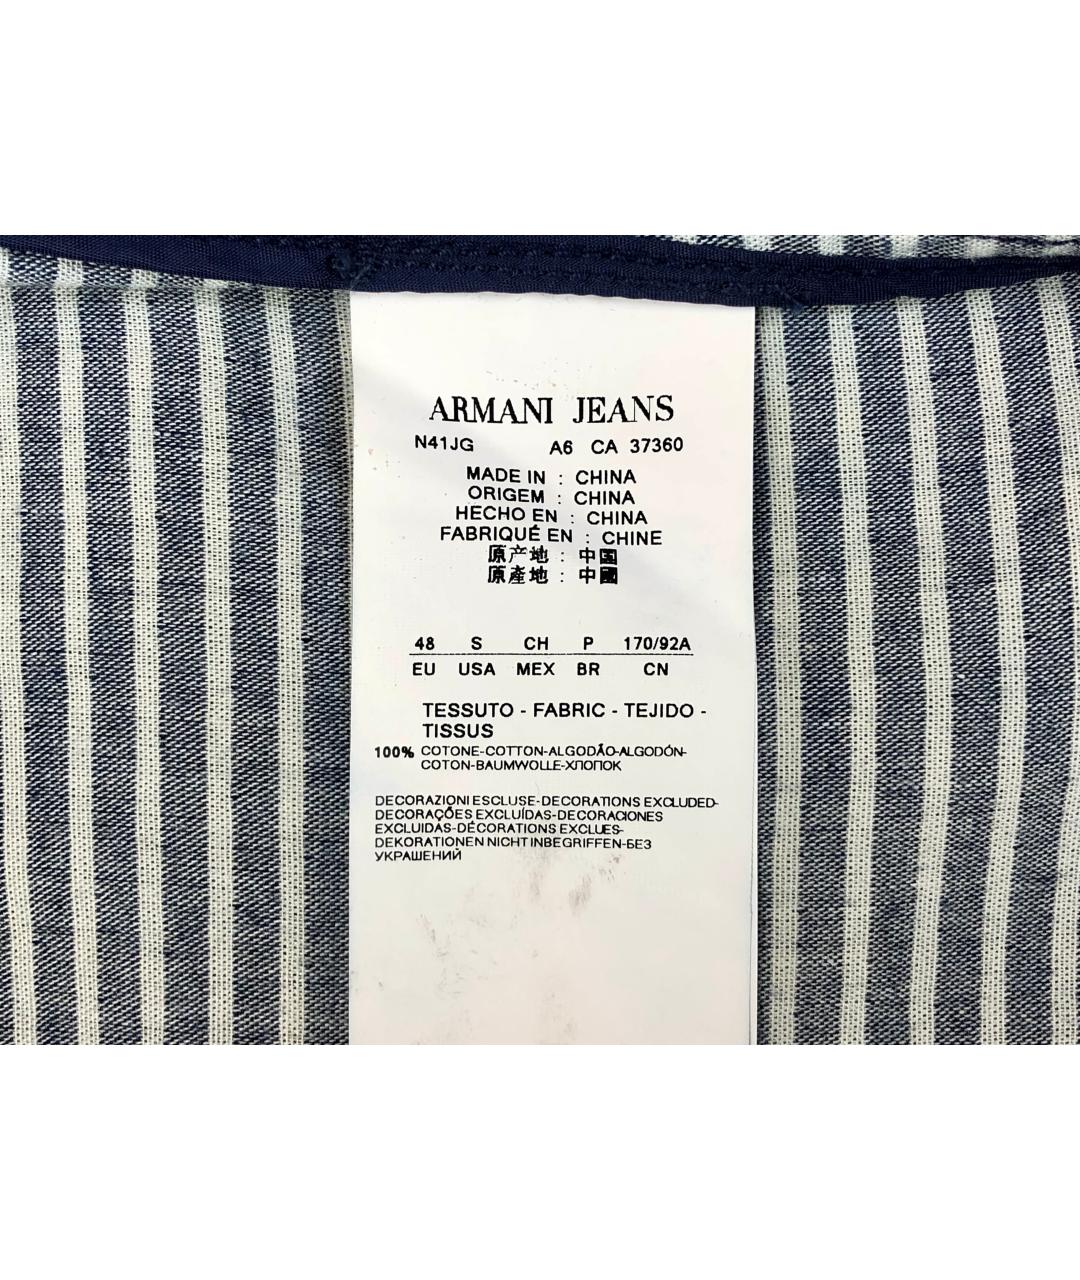 ARMANI JEANS
N41JG A6 CA 37360
MADE IN : CHINA
ORIGEM : CHINA
HECHO EN : CHINA
FABRIQUÉ EN : CHINE
原产地 : 中国
原產地 : 中國
48 S CH P 170/92A
EU USA MEX BR CN
TESSUTO - FABRIC - TEJIDO -
TISSUS
100% COTONE-COTTON-ALGODÃO-ALGODÓN-
COTON-BAUMWOLLE-ХЛОПОК
DECORAZIONI ESCLUSE-DECORATIONS EXCLUDED-
DECORAÇÕES EXCLUÍDAS-DECORACIONES
EXCLUIDAS-DÉCORATIONS EXCLUES-
DEKORATIONEN NICHT INBEGRIFFEN-БЕЗ
УКРАШЕНИЙ